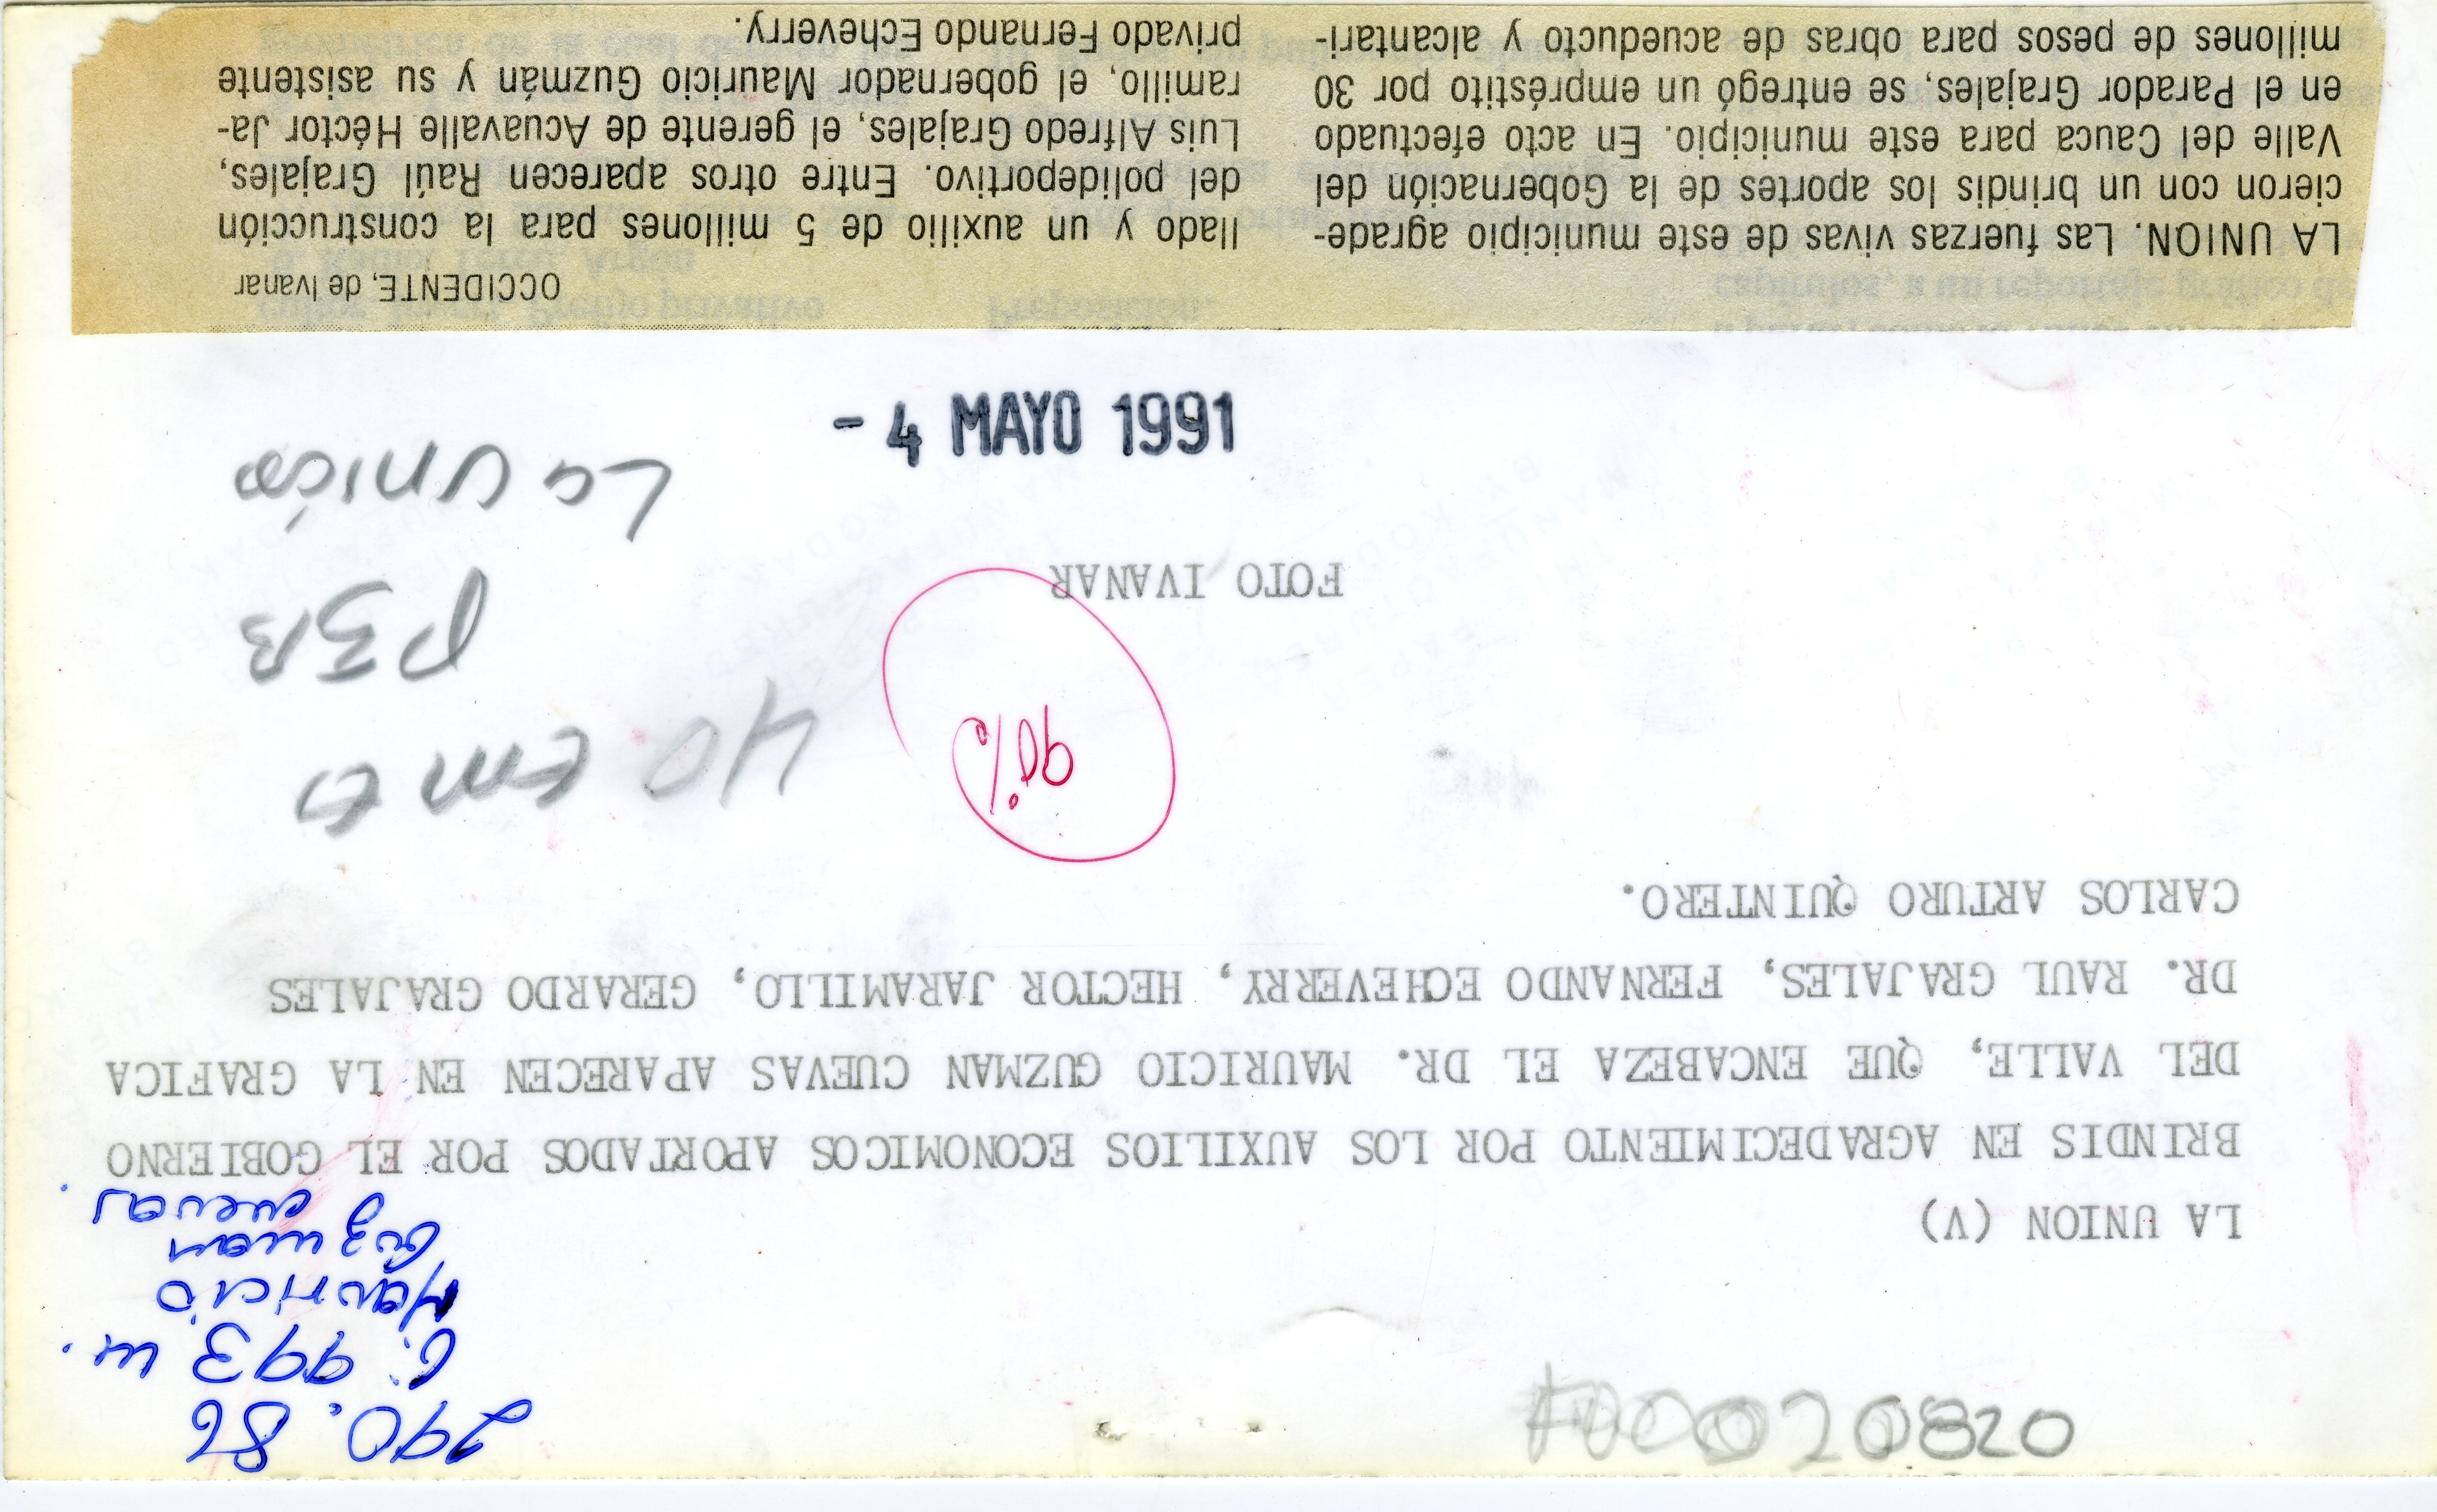 290.86
C. 993 m.
Mauricio
Guzman
Cuevas.
LA UNION (V)
BRINDIS EN AGRADECIMIENTO POR LOS AUXILIOS ECONOMICOS APORTADOS POR EL GOBIERNO
DEL VALLE, QUE ENCABEZA EL DR. MAURICIO GUZMAN CUEVAS APARECEN EN LA GRAFICA
DR. RAUL GRAJALES, FERNANDO ECHEVERRY, HECTOR JARAMILLO, GERARDO GRAJALES
CARLOS ARTURO QUINTERO.
90%
40 Em
P3B
FOTO IVANAR
La Unión
- 4 MAYO 1991
LA UNION. Las fuerzas vivas de este municipio agrade-
cieron con un brindis los aportes de la Gobernación del
Valle del Cauca para este municipio. En acto efectuado
en el Parador Grajales, se entregó un empréstito por 30
millones de pesos para obras de acueducto y alcantari-
OCCIDENTE, de Ivanar
llado y un auxilio de 5 millones para la construcción
del polideportivo. Entre otros aparecen Raúl Grajales,
Luis Alfredo Grajales, el gerente de Acuavalle Héctor Ja-
ramillo, el gobernador Mauricio Guzmán y su asistente
privado Fernando Echeverry.
F00020820